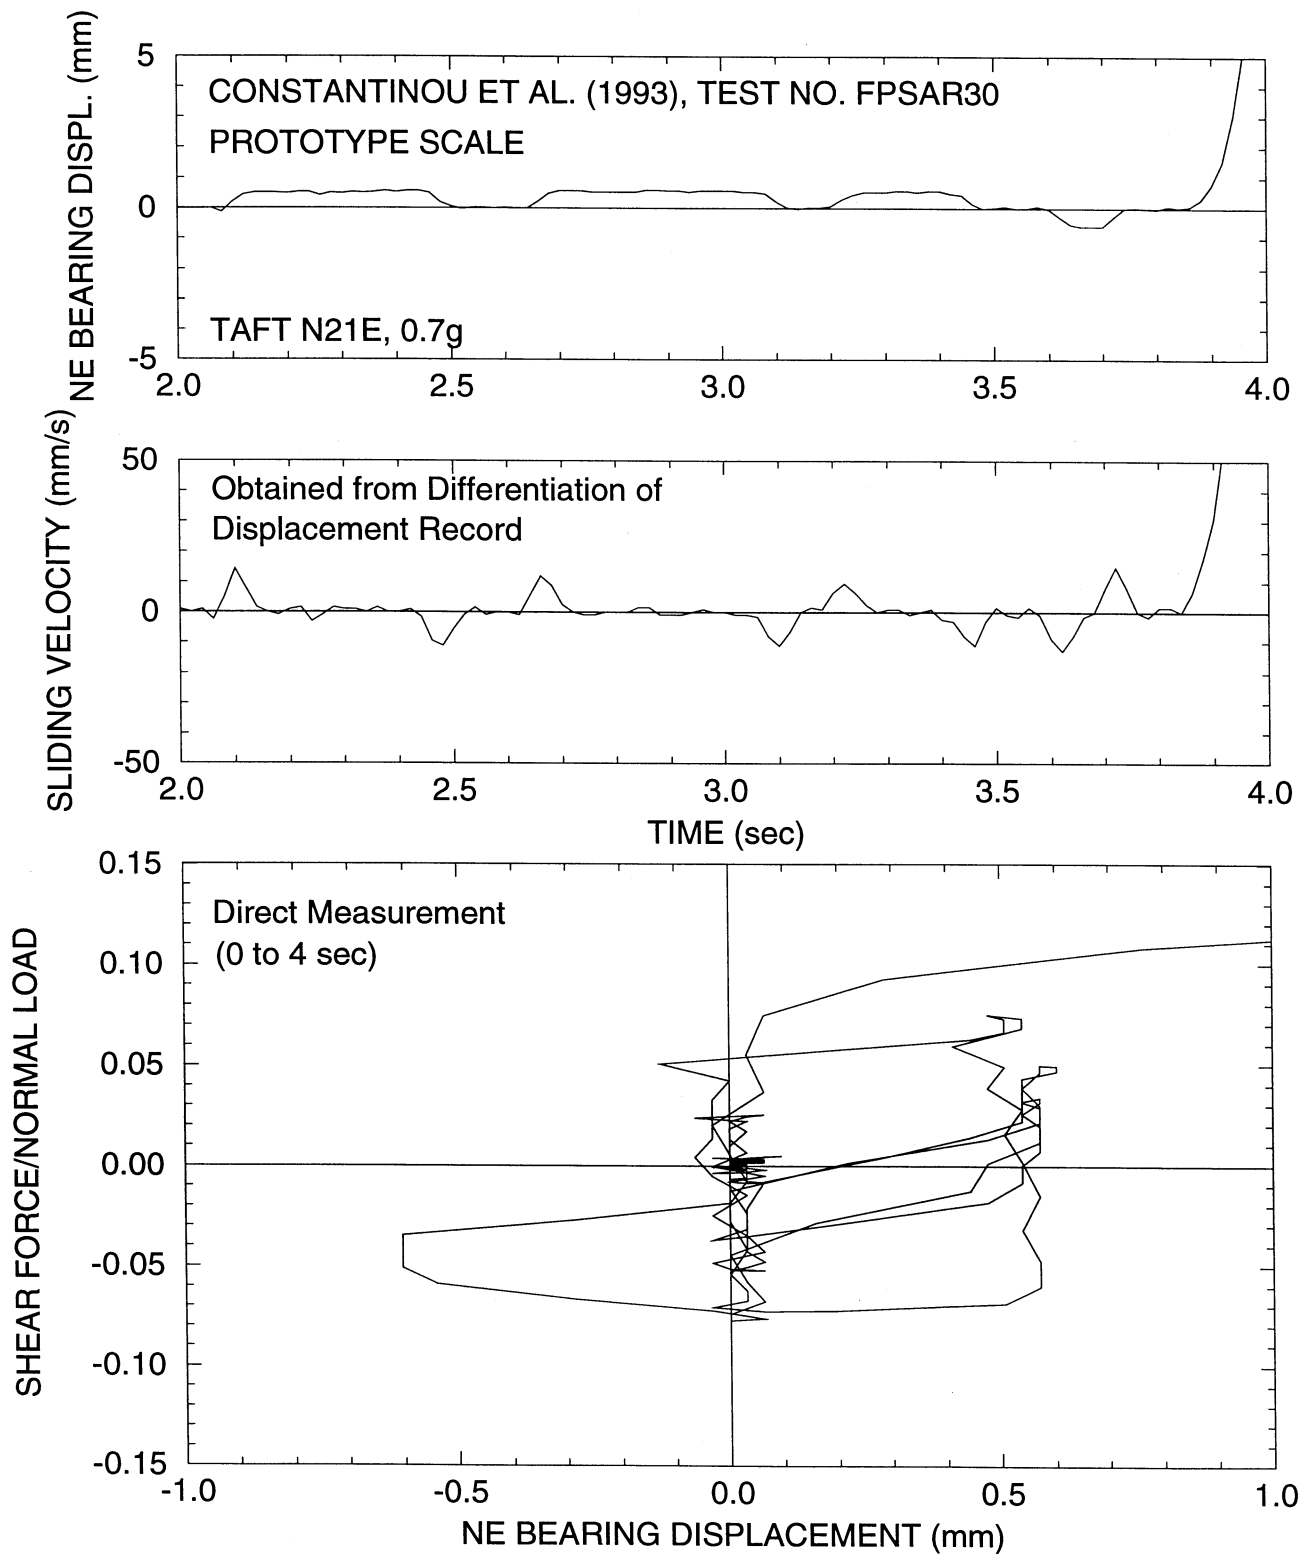 NE BEARING DISPL. (mm)
5
0
-5
CONSTANTINOU ET AL. (1993), TEST NO. FPSAR30
PROTOTYPE SCALE
TAFT N21E, 0.7g
2.0 2.5 3.0 3.5 4.0
SLIDING VELOCITY (mm/s)
50
0
-50
Obtained from Differentiation of
Displacement Record
2.0 2.5 3.0 3.5 4.0
TIME (sec)
SHEAR FORCE/NORMAL LOAD
0.15
0.10
0.05
0.00
-0.05
-0.10
-0.15
Direct Measurement
(0 to 4 sec)
-1.0 -0.5 0.0 0.5 1.0
NE BEARING DISPLACEMENT (mm)